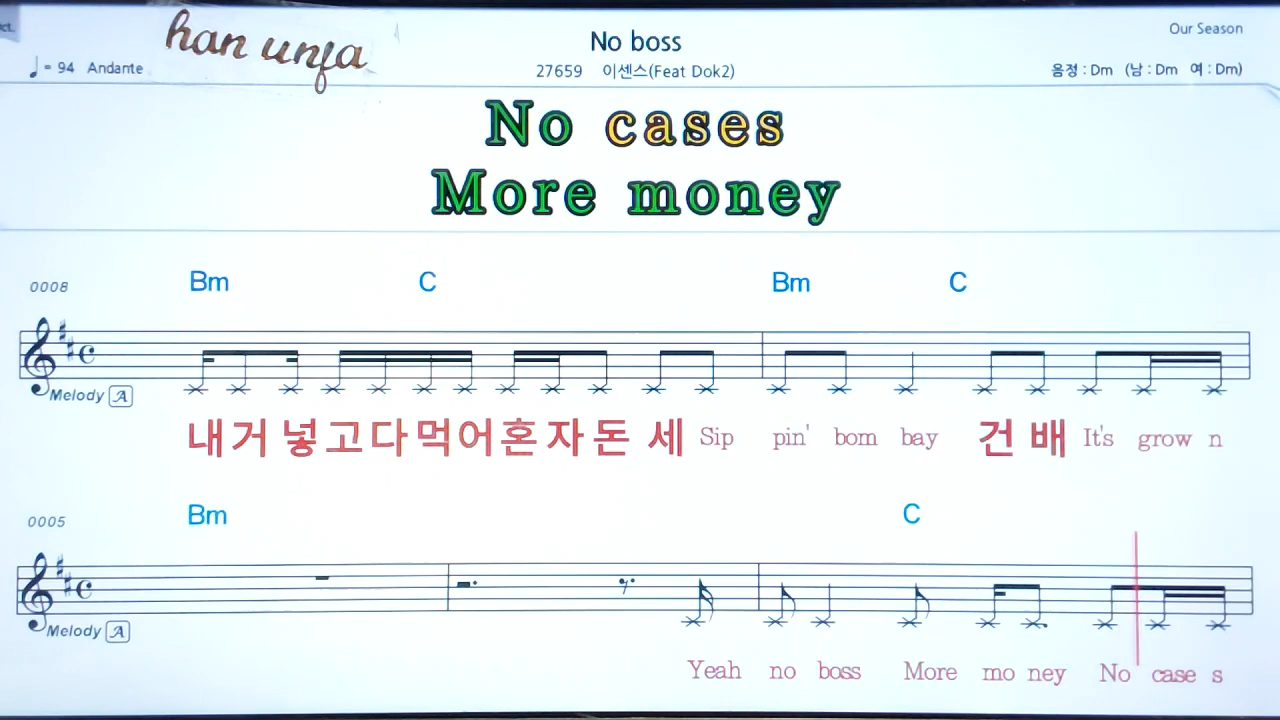 ct.
han unfa
♩ = 94 Andante
No boss
27659 이센스(Feat Dok2)
Our Season
음정 : Dm (남 : Dm 여 : Dm)
No cases
More money
0008 Bm C Bm C
Melody A
내거 넣고다먹어혼자돈 세 Sip pin' bom bay 건배 It's grow n
0005 Bm C
Melody A
Yeah no boss More mo ney No case s